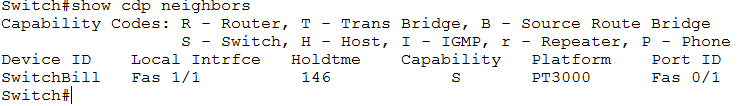 Switch#show cdp neighbors
Capability Codes: R - Router, T - Trans Bridge, B - Source Route Bridge
S - Switch, H - Host, I - IGMP, r - Repeater, P - Phone
Device ID    Local Intrfce   Holdtme    Capability   Platform   Port ID
SwitchBill   Fas 1/1          146            S       PT3000     Fas 0/1
Switch#